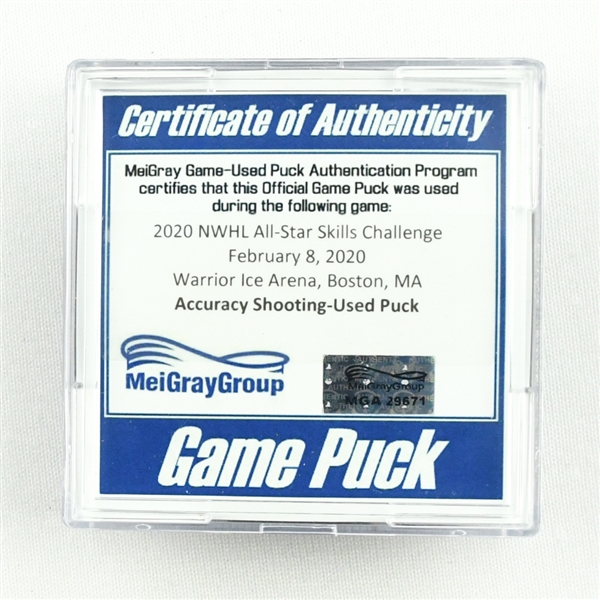 Certificate of Authenticity
MeiGray Game-Used Puck Authentication Program
certifies that this Official Game Puck was used
during the following game:
2020 NWHL All-Star Skills Challenge
February 8, 2020
Warrior Ice Arena, Boston, MA
Accuracy Shooting-Used Puck
MeiGrayGroup
MeiGrayGroup
MGA 29671
Game Puck